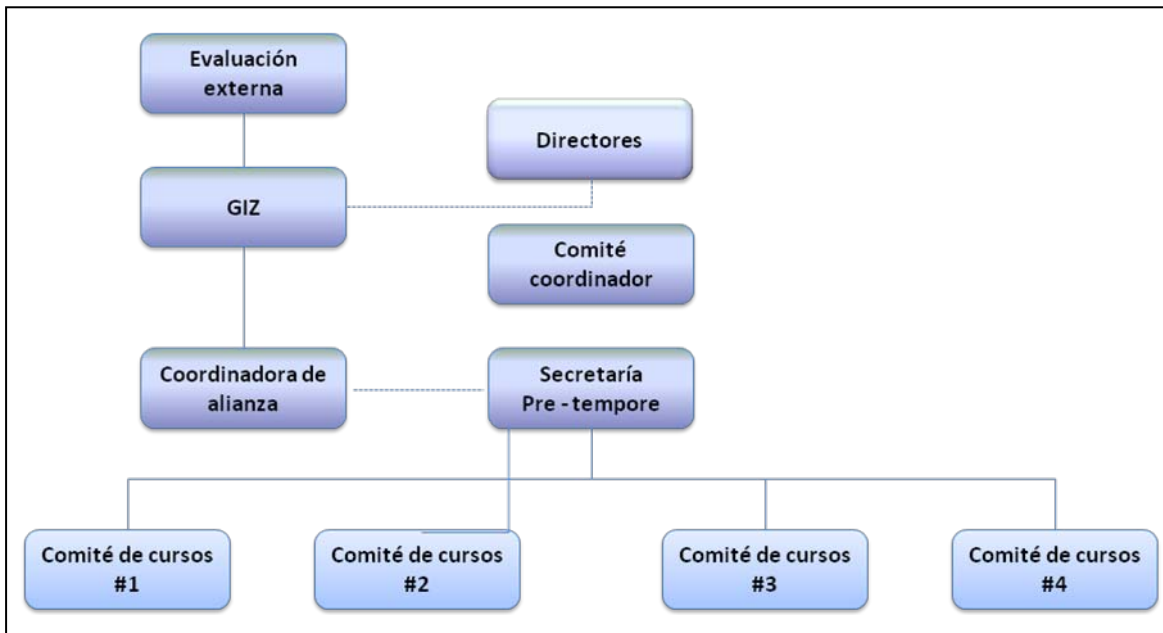 Evaluación
externa
Directores
GIZ
Comité
coordinador
Coordinadora de
alianza
Secretaría
Pre - tempore
Comité de cursos
#1
Comité de cursos
#2
Comité de cursos
#3
Comité de cursos
#4